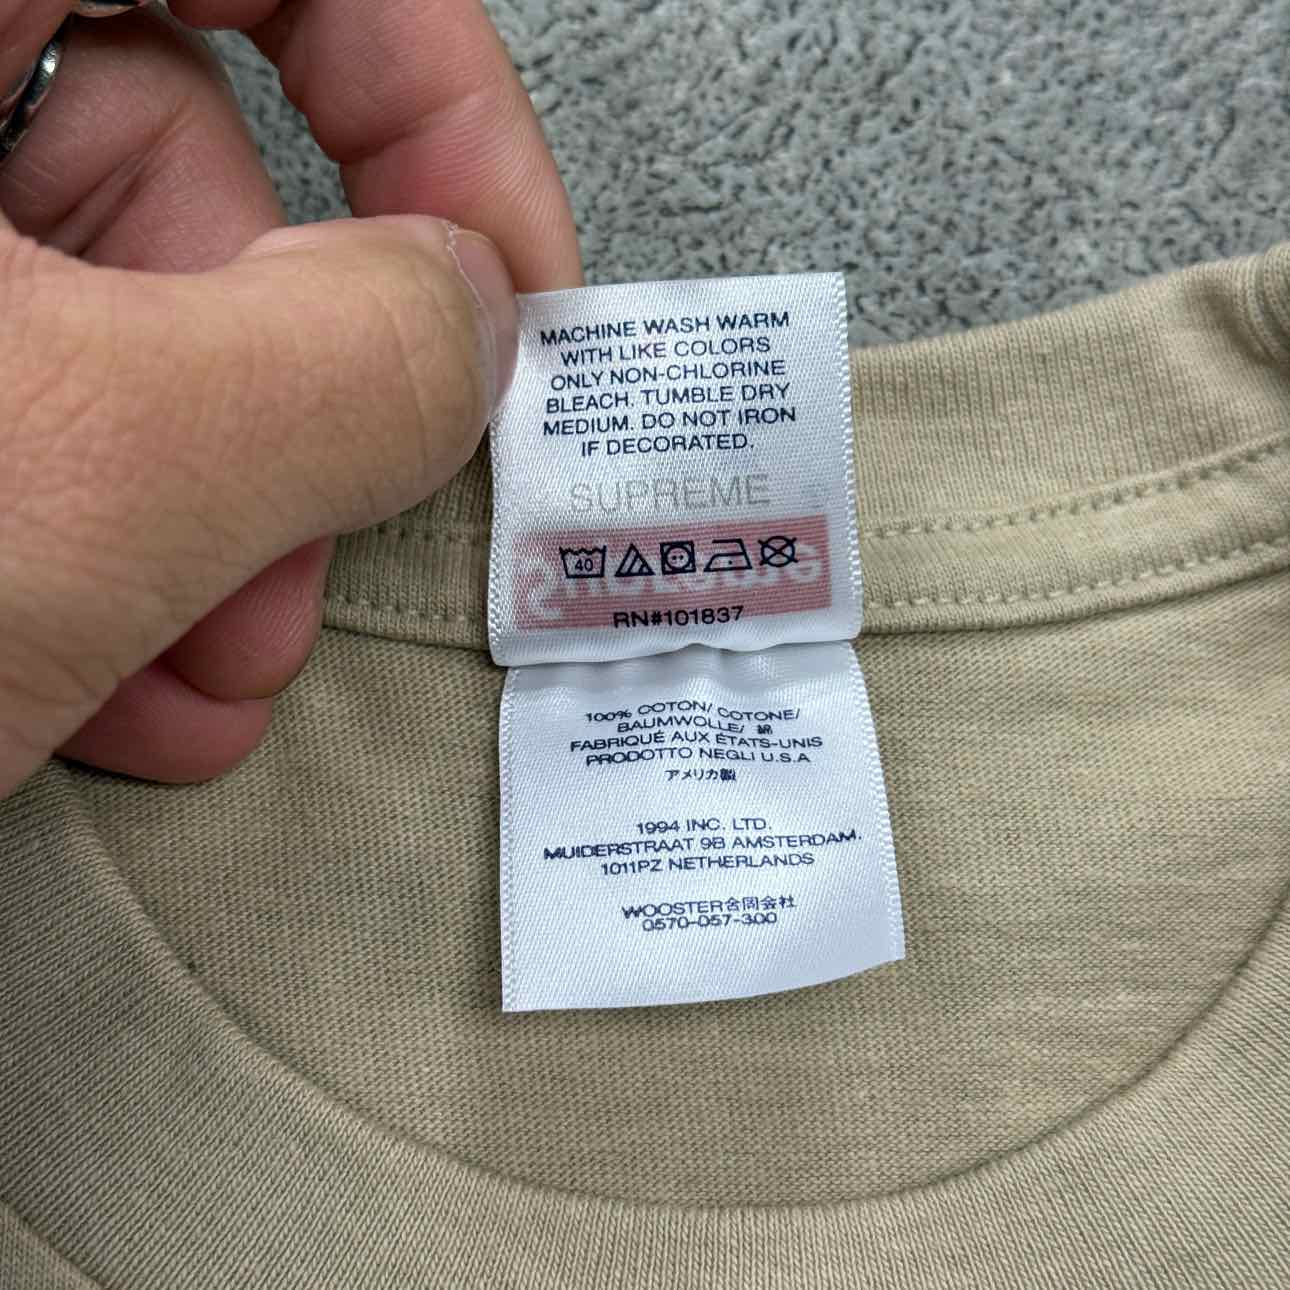 MACHINE WASH WARM
WITH LIKE COLORS
ONLY NON-CHLORINE
BLEACH. TUMBLE DRY
MEDIUM. DO NOT IRON
IF DECORATED.
SUPREME
40
RN#101837
100% COTON/ COTONE/
BAUMWOLLE/ 綿
FABRIQUÉ AUX ÉTATS-UNIS
PRODOTTO NEGLI U.S.A
アメリカ製
1994 INC. LTD.
MUIDERSTRAAT 9B AMSTERDAM.
1011PZ NETHERLANDS
WOOSTER合同会社
0570-057-300